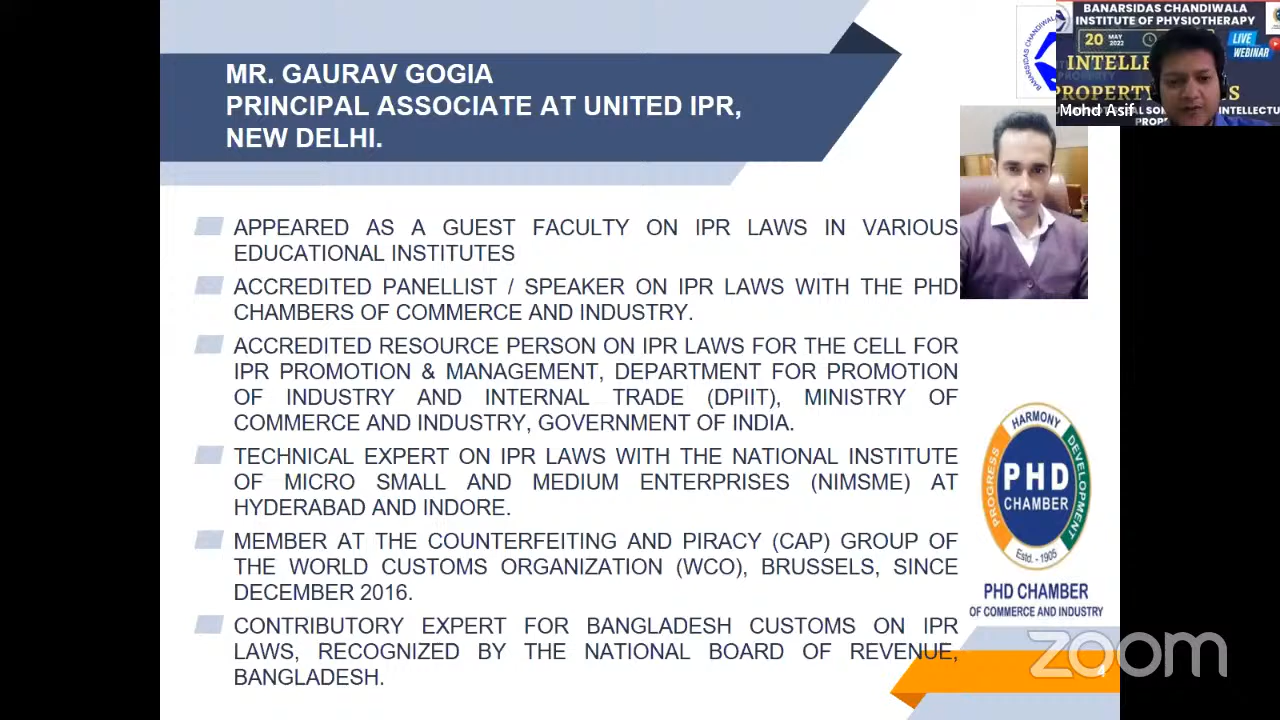 MR. GAURAV GOGIA
PRINCIPAL ASSOCIATE AT UNITED IPR,
NEW DELHI.
APPEARED AS A GUEST FACULTY ON IPR LAWS IN VARIOUS
EDUCATIONAL INSTITUTES
ACCREDITED PANELLIST / SPEAKER ON IPR LAWS WITH THE PHD
CHAMBERS OF COMMERCE AND INDUSTRY.
ACCREDITED RESOURCE PERSON ON IPR LAWS FOR THE CELL FOR
IPR PROMOTION & MANAGEMENT, DEPARTMENT FOR PROMOTION
OF INDUSTRY AND INTERNAL TRADE (DPIIT), MINISTRY OF
COMMERCE AND INDUSTRY, GOVERNMENT OF INDIA.
TECHNICAL EXPERT ON IPR LAWS WITH THE NATIONAL INSTITUTE
OF MICRO SMALL AND MEDIUM ENTERPRISES (NIMSME) AT
HYDERABAD AND INDORE.
MEMBER AT THE COUNTERFEITING AND PIRACY (CAP) GROUP OF
THE WORLD CUSTOMS ORGANIZATION (WCO), BRUSSELS, SINCE
DECEMBER 2016.
CONTRIBUTORY EXPERT FOR BANGLADESH CUSTOMS ON IPR
LAWS, RECOGNIZED BY THE NATIONAL BOARD OF REVENUE,
BANGLADESH.
BANARSIDAS CHANDIWALA
BANARSIDAS CHANDIWALA
INSTITUTE OF PHYSIOTHERAPY
20 MAY
2022
LIVE
WEBINAR
Mohd Asif
HARMONY
PROGRESS
DEVELOPMENT
PHD
CHAMBER
Estd. - 1905
PHD CHAMBER
OF COMMERCE AND INDUSTRY
4
zoom